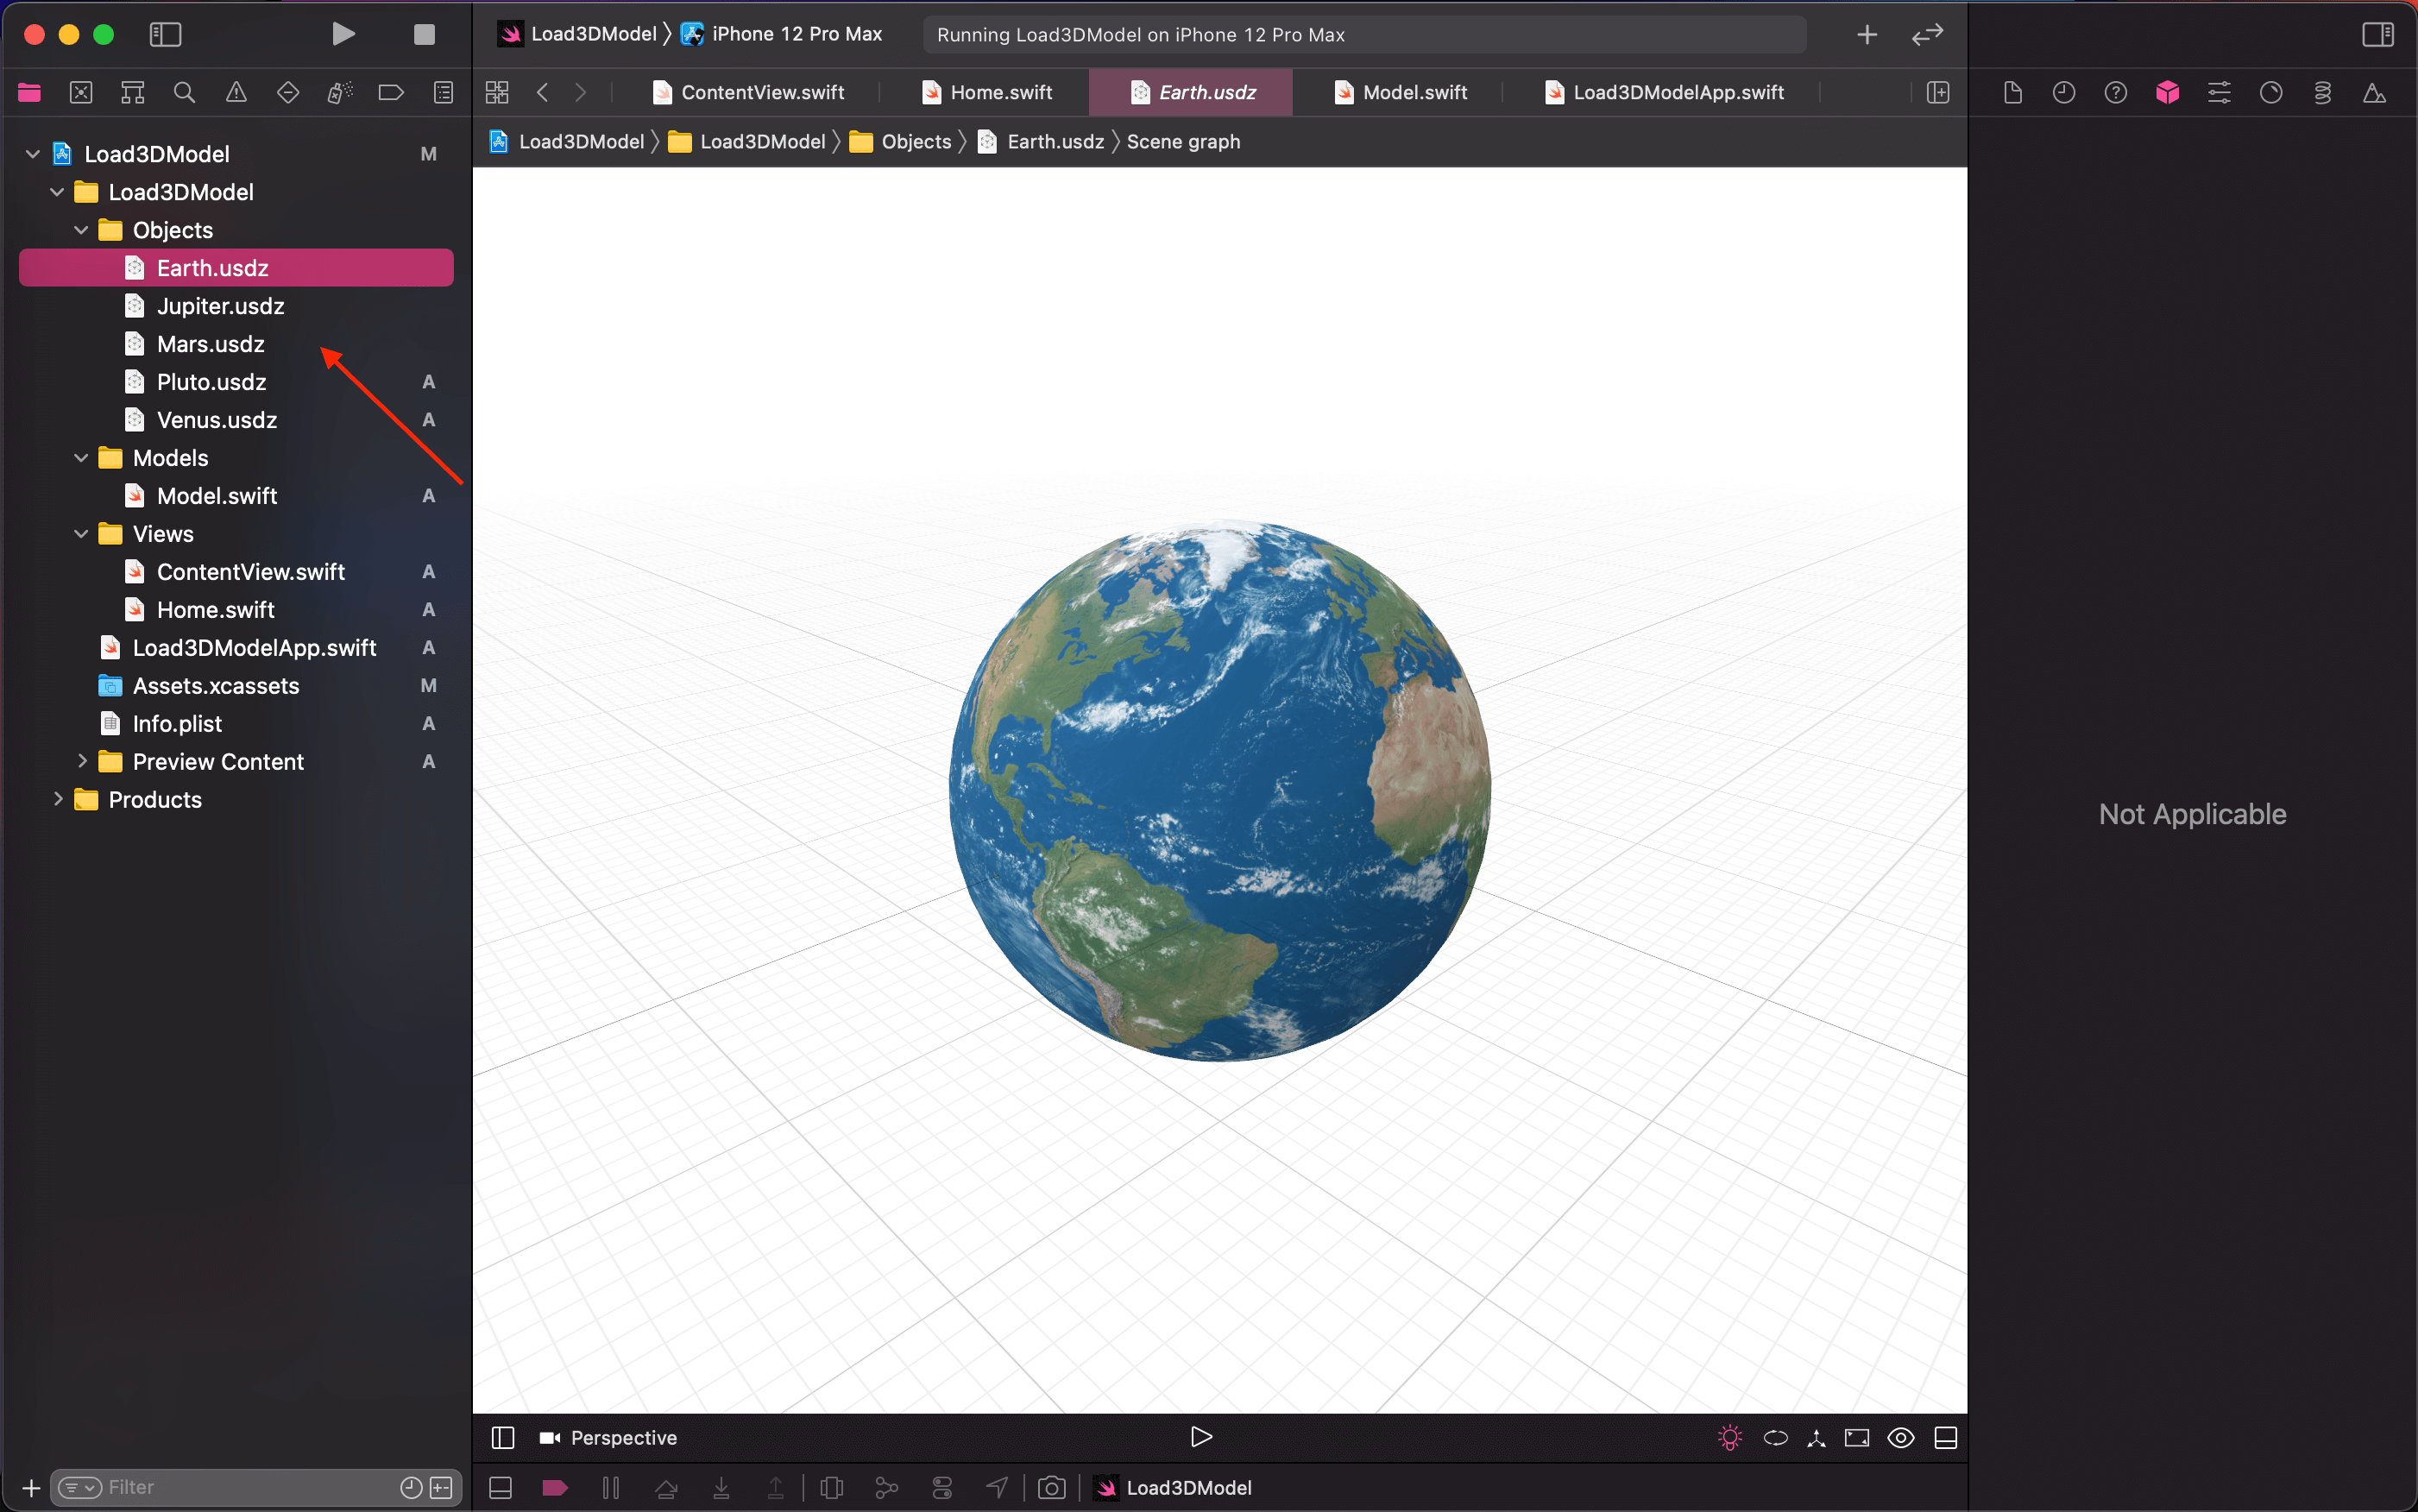 Load3DModel iPhone 12 Pro Max
Running Load3DModel on iPhone 12 Pro Max
ContentView.swift
Home.swift
Earth.usdz
Model.swift
Load3DModelApp.swift
Load3DModel Load3DModel Objects Earth.usdz Scene graph
Load3DModel M
Load3DModel
Objects
Earth.usdz
Jupiter.usdz
Mars.usdz
Pluto.usdz A
Venus.usdz A
Models
Model.swift A
Views
ContentView.swift A
Home.swift A
Load3DModelApp.swift A
Assets.xcassets M
Info.plist A
Preview Content A
Products
Not Applicable
Perspective
Filter
Load3DModel